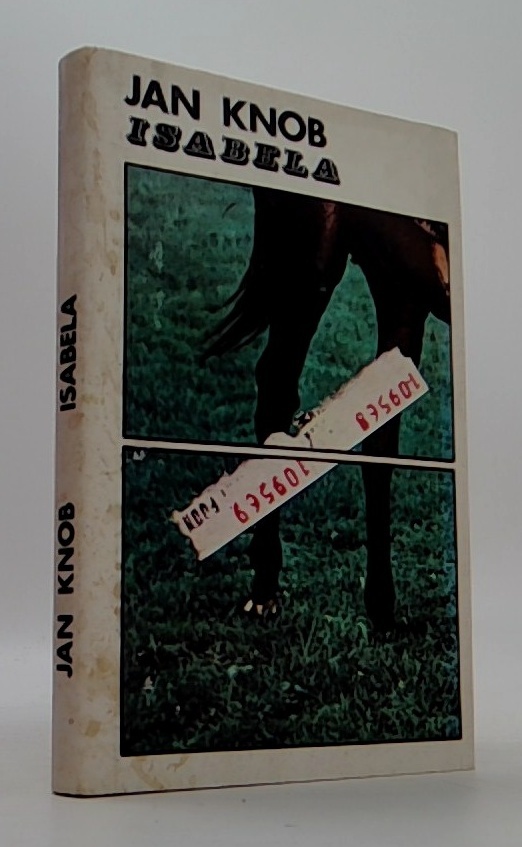 JAN KNOB
ISABELA
109568
109569
JAN KNOB ISABELA